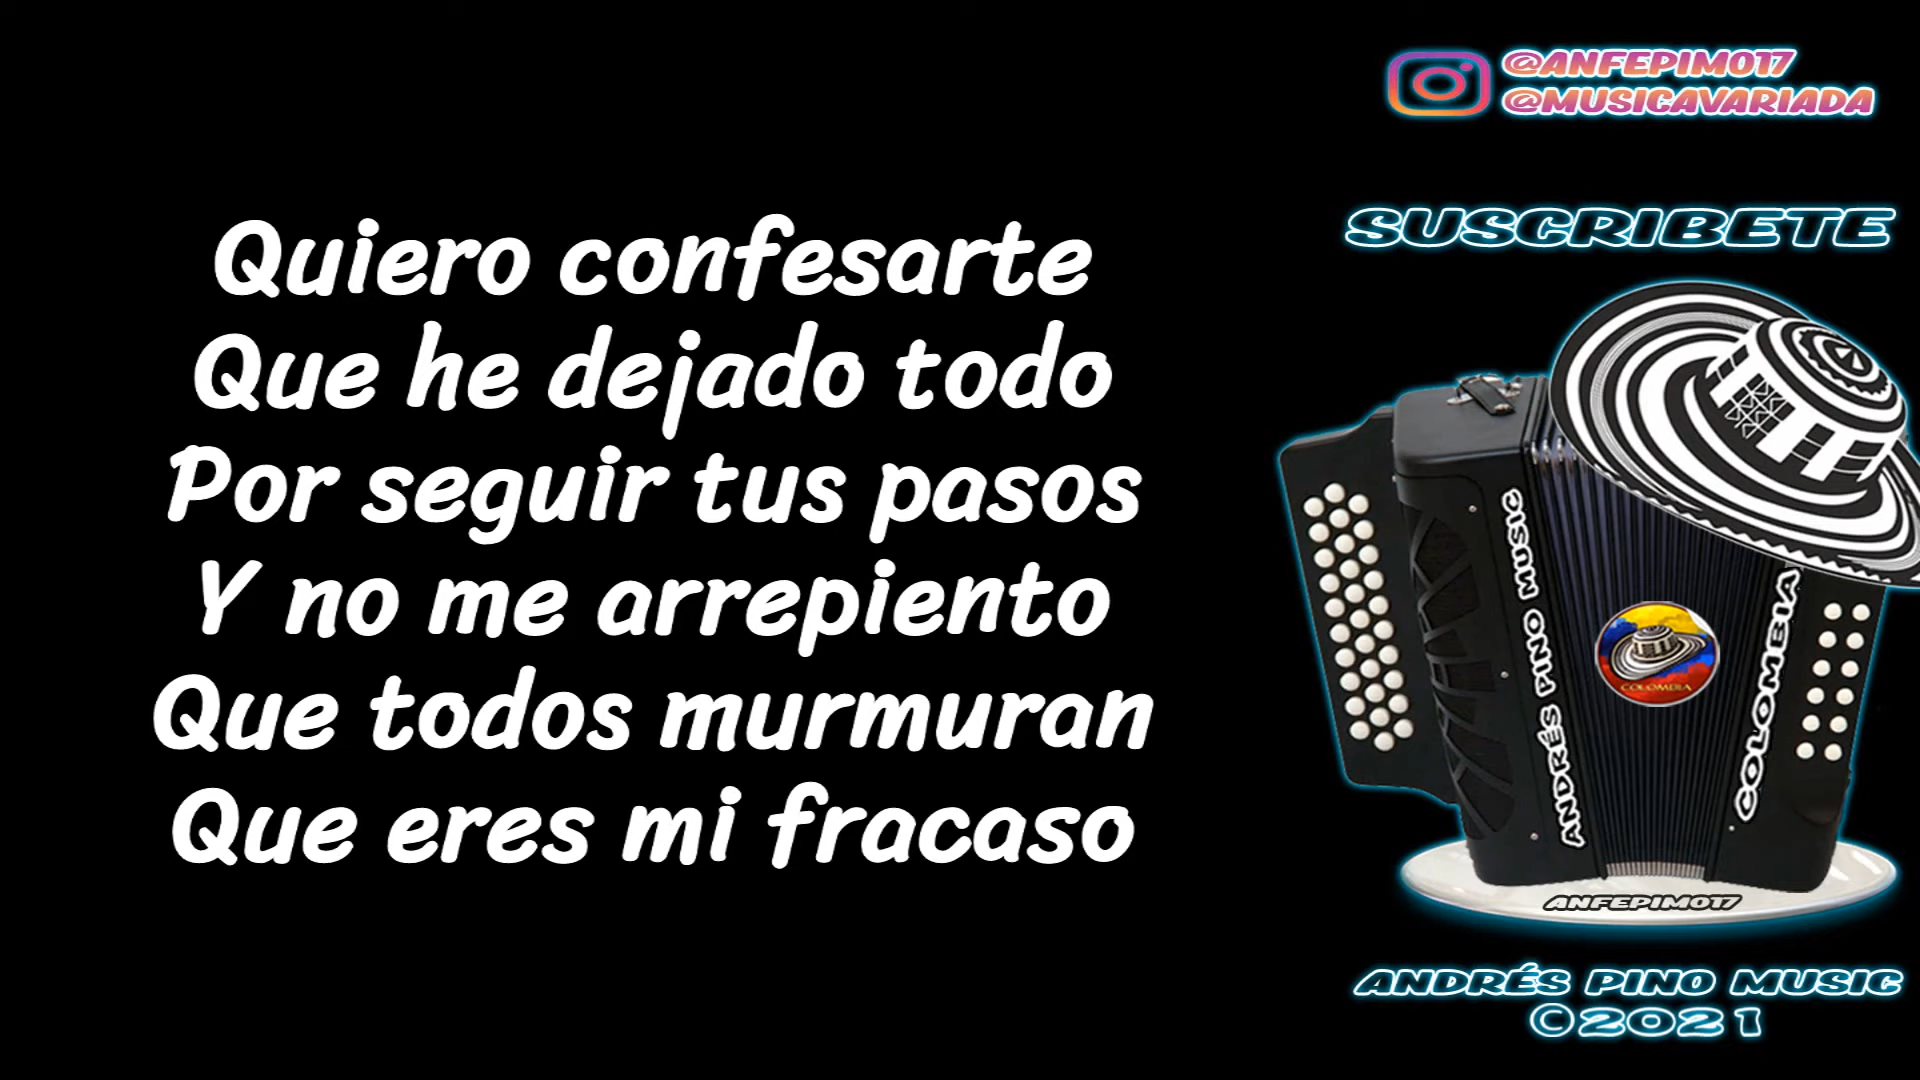 @ANFEPIMO17
@MUSICAVARIADA
SUSCRIBETE
Quiero confesarte
Que he dejado todo
Por seguir tus pasos
Y no me arrepiento
Que todos murmuran
Que eres mi fracaso
ANDRÉS PINO MUSIC
COLOMBIA
COLOMBIA
ANFEPIMO17
ANDRÉS PINO MUSIC
©2021